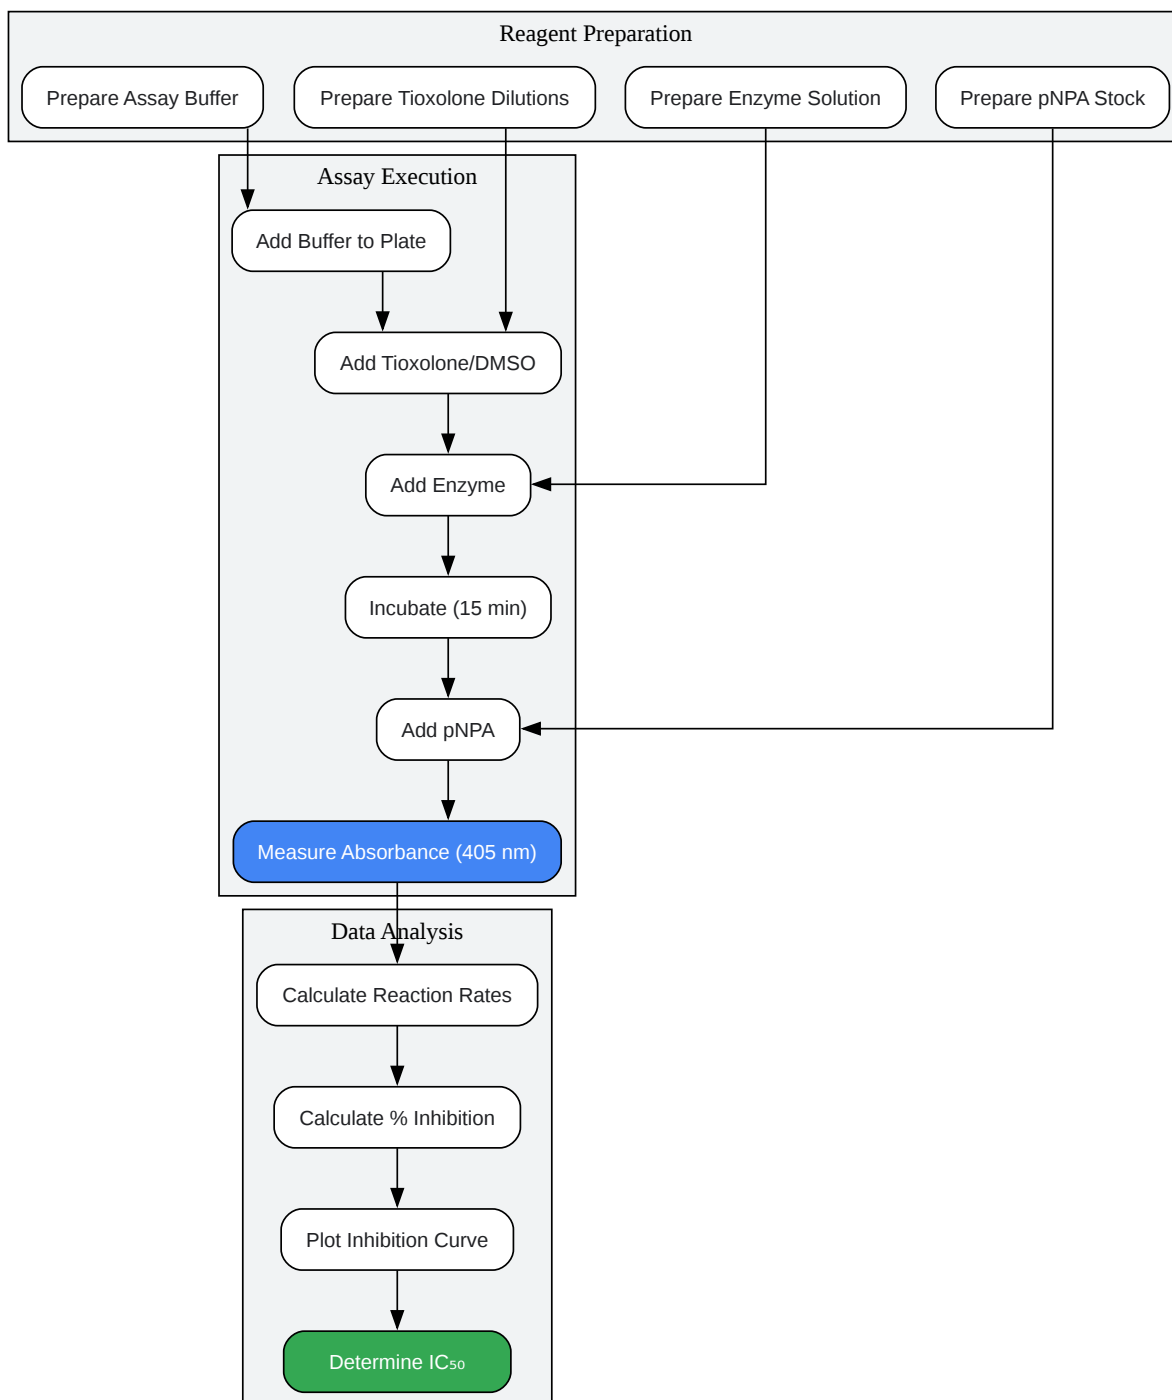 Reagent Preparation
Prepare Assay Buffer
Prepare Tioxolone Dilutions
Prepare Enzyme Solution
Prepare pNPA Stock
Assay Execution
Add Buffer to Plate
Add Tioxolone/DMSO
Add Enzyme
Incubate (15 min)
Add pNPA
Measure Absorbance (405 nm)
Data Analysis
Calculate Reaction Rates
Calculate % Inhibition
Plot Inhibition Curve
Determine IC₅₀